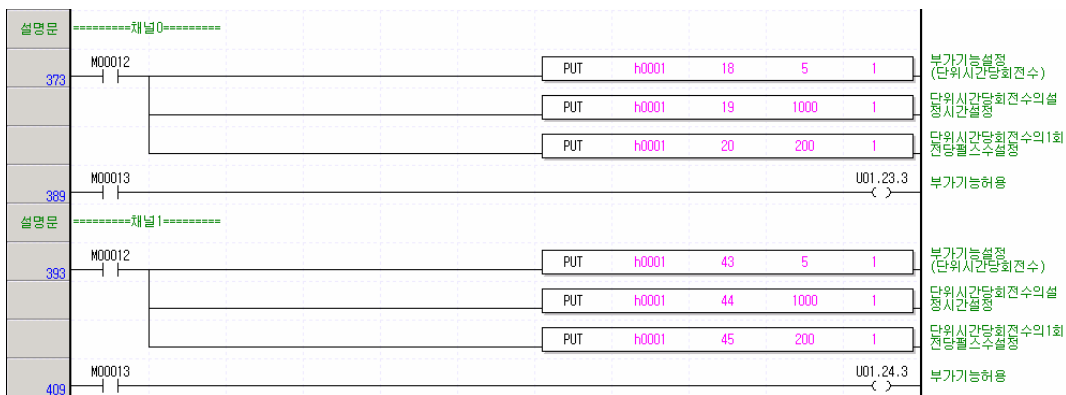 설명문 =========채널0=========
M00012
373 PUT h0001 18 5 1 부가기능설정
(단위시간당회전수)
PUT h0001 19 1000 1 단위시간당회전수의설
정시간설정
PUT h0001 20 200 1 단위시간당회전수의1회
전당펄스수설정
M00013 U01.23.3
389 부가기능허용
설명문 =========채널1=========
M00012
393 PUT h0001 43 5 1 부가기능설정
(단위시간당회전수)
PUT h0001 44 1000 1 단위시간당회전수의설
정시간설정
PUT h0001 45 200 1 단위시간당회전수의1회
전당펄스수설정
M00013 U01.24.3
409 부가기능허용